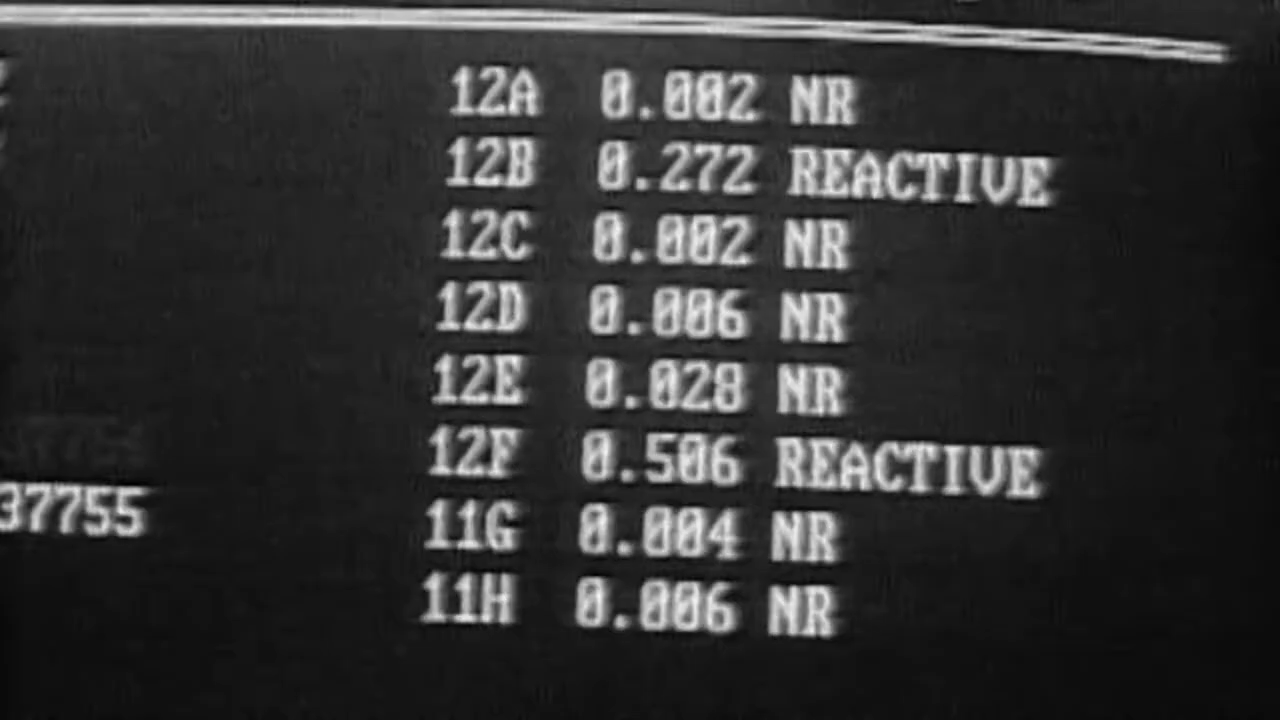 12A 0.002 NR
12B 0.272 REACTIVE
12C 0.002 NR
12D 0.006 NR
12E 0.028 NR
12F 0.506 REACTIVE
37755
11G 0.004 NR
11H 0.006 NR